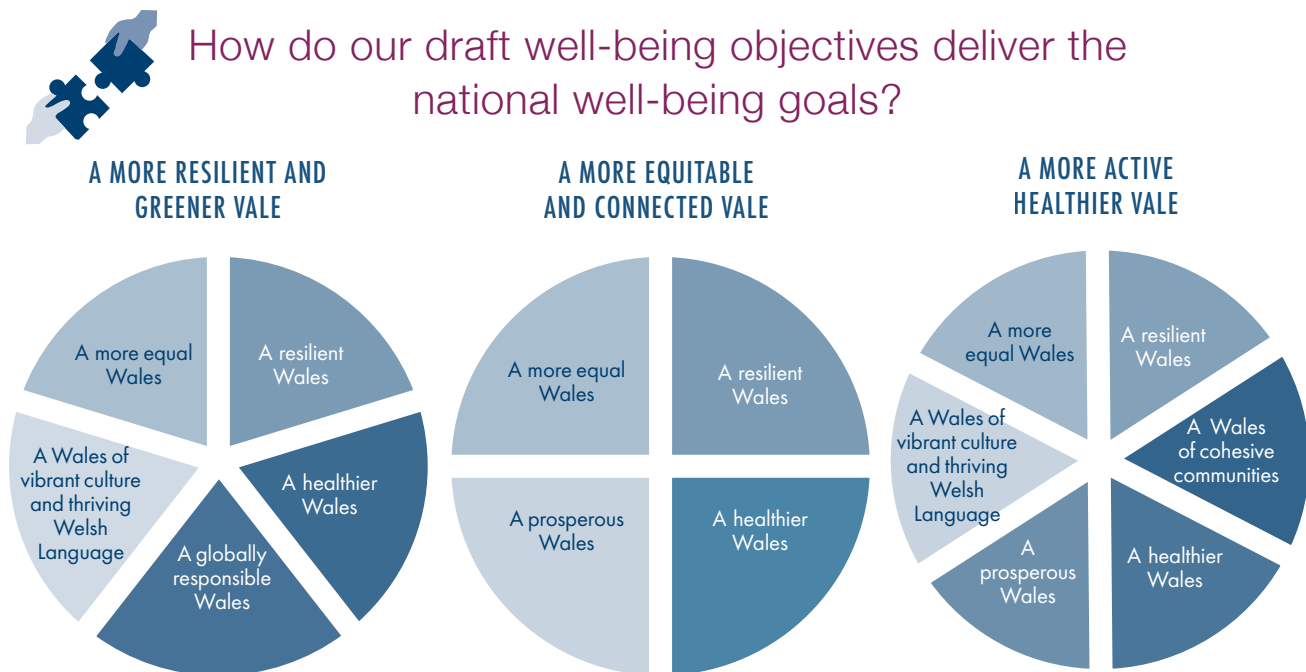 How do our draft well-being objectives deliver the
national well-being goals?
A MORE RESILIENT AND
GREENER VALE
A more equal
Wales
A resilient
Wales
A healthier
Wales
A globally
responsible
Wales
A Wales of
vibrant culture
and thriving
Welsh
Language
A MORE EQUITABLE
AND CONNECTED VALE
A more equal
Wales
A resilient
Wales
A prosperous
Wales
A healthier
Wales
A MORE ACTIVE
HEALTHIER VALE
A more
equal Wales
A resilient
Wales
A Wales
of cohesive
communities
A healthier
Wales
A
prosperous
Wales
A Wales of
vibrant culture
and thriving
Welsh
Language